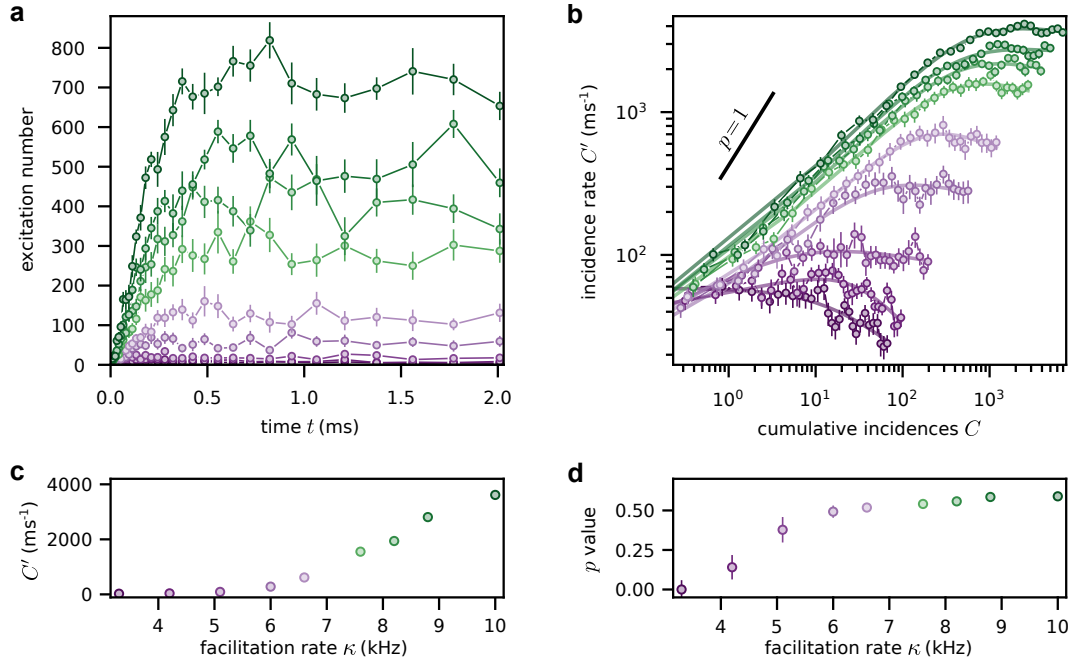 a
800
700
600
500
400
300
200
100
0
excitation number
0.0 0.5 1.0 1.5 2.0
time t (ms)
b
10³
10²
incidence rate C′ (ms⁻¹)
p=1
10⁰ 10¹ 10² 10³
cumulative incidences C
c
4000
2000
0
C′ (ms⁻¹)
4 5 6 7 8 9 10
facilitation rate κ (kHz)
d
0.50
0.25
0.00
p value
4 5 6 7 8 9 10
facilitation rate κ (kHz)